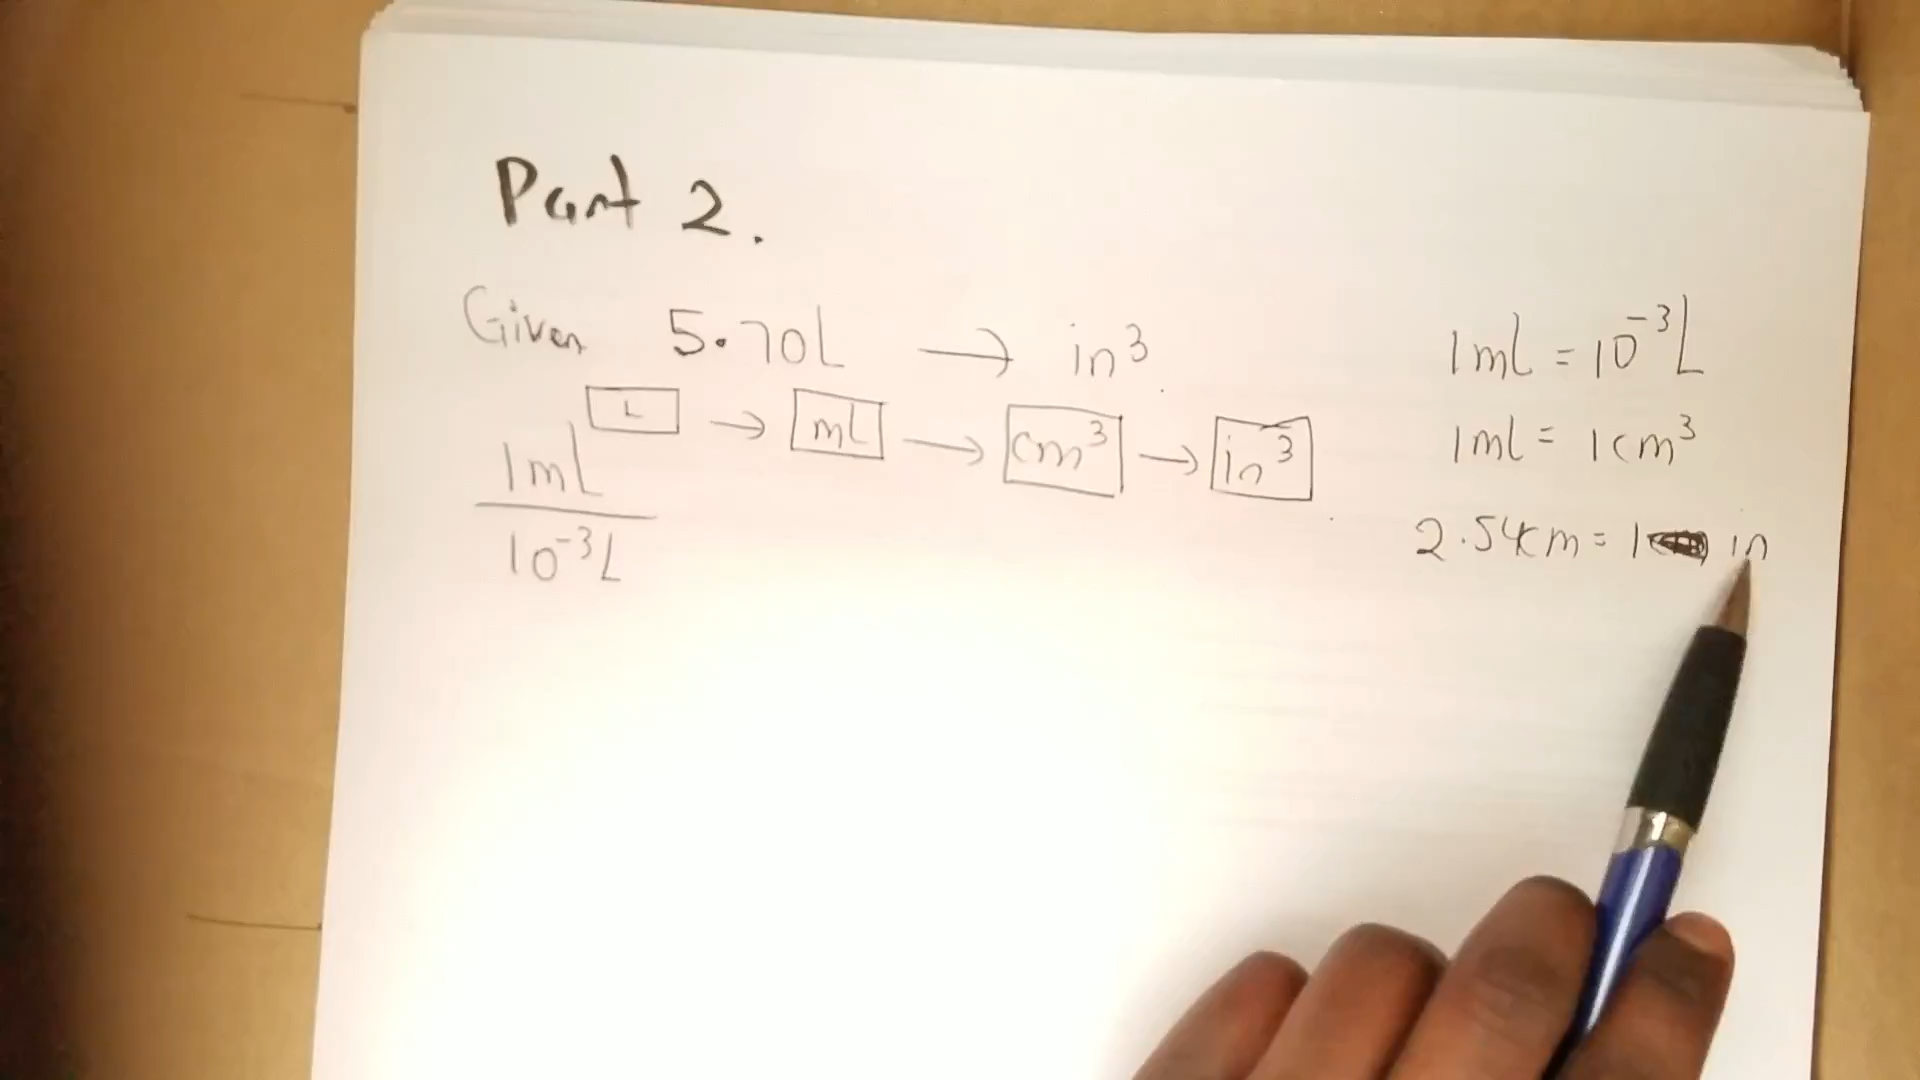 Part 2.
Given 5.70L → in³
L → mL → cm³ → in³
1mL
10⁻³L
1mL = 10⁻³L
1mL = 1cm³
2.54cm = 1 in